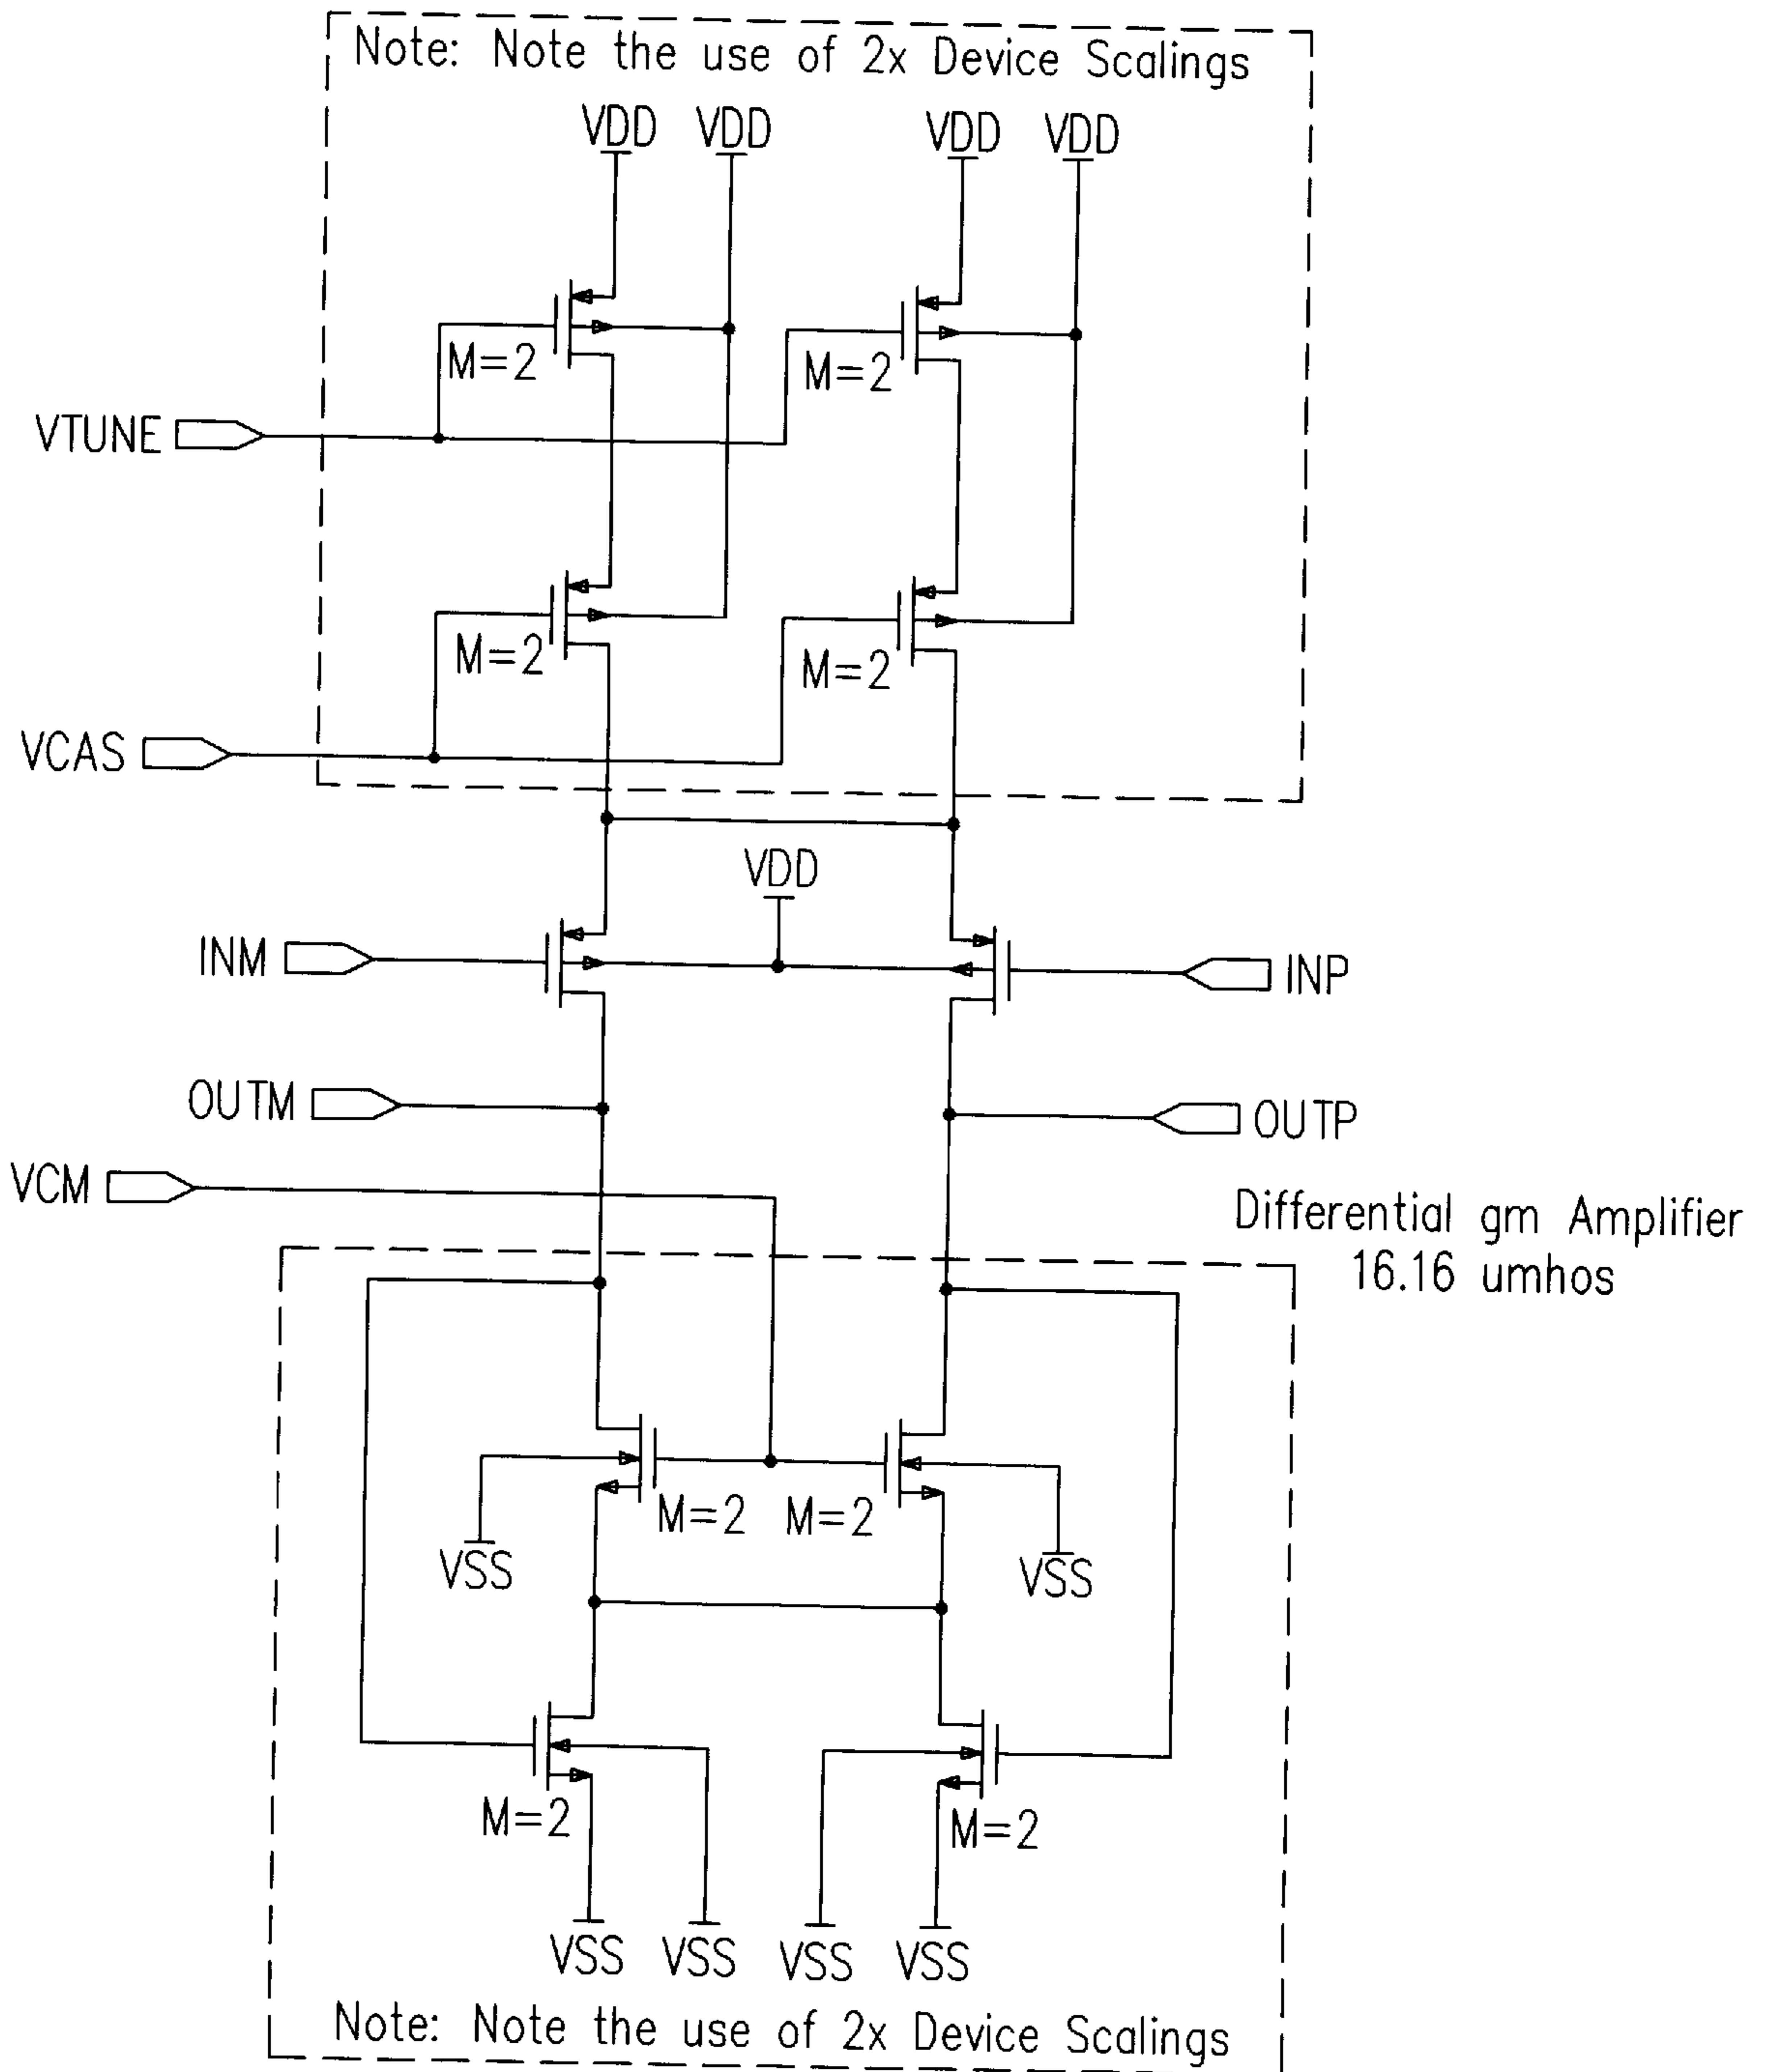 Note: Note the use of 2x Device Scalings
VDD VDD VDD VDD
M=2 M=2
VTUNE
M=2 M=2
VCAS
VDD
INM INP
OUTM OUTP
VCM
Differential gm Amplifier
16.16 umhos
M=2 M=2
VSS VSS
M=2 M=2
VSS VSS VSS VSS
Note: Note the use of 2x Device Scalings